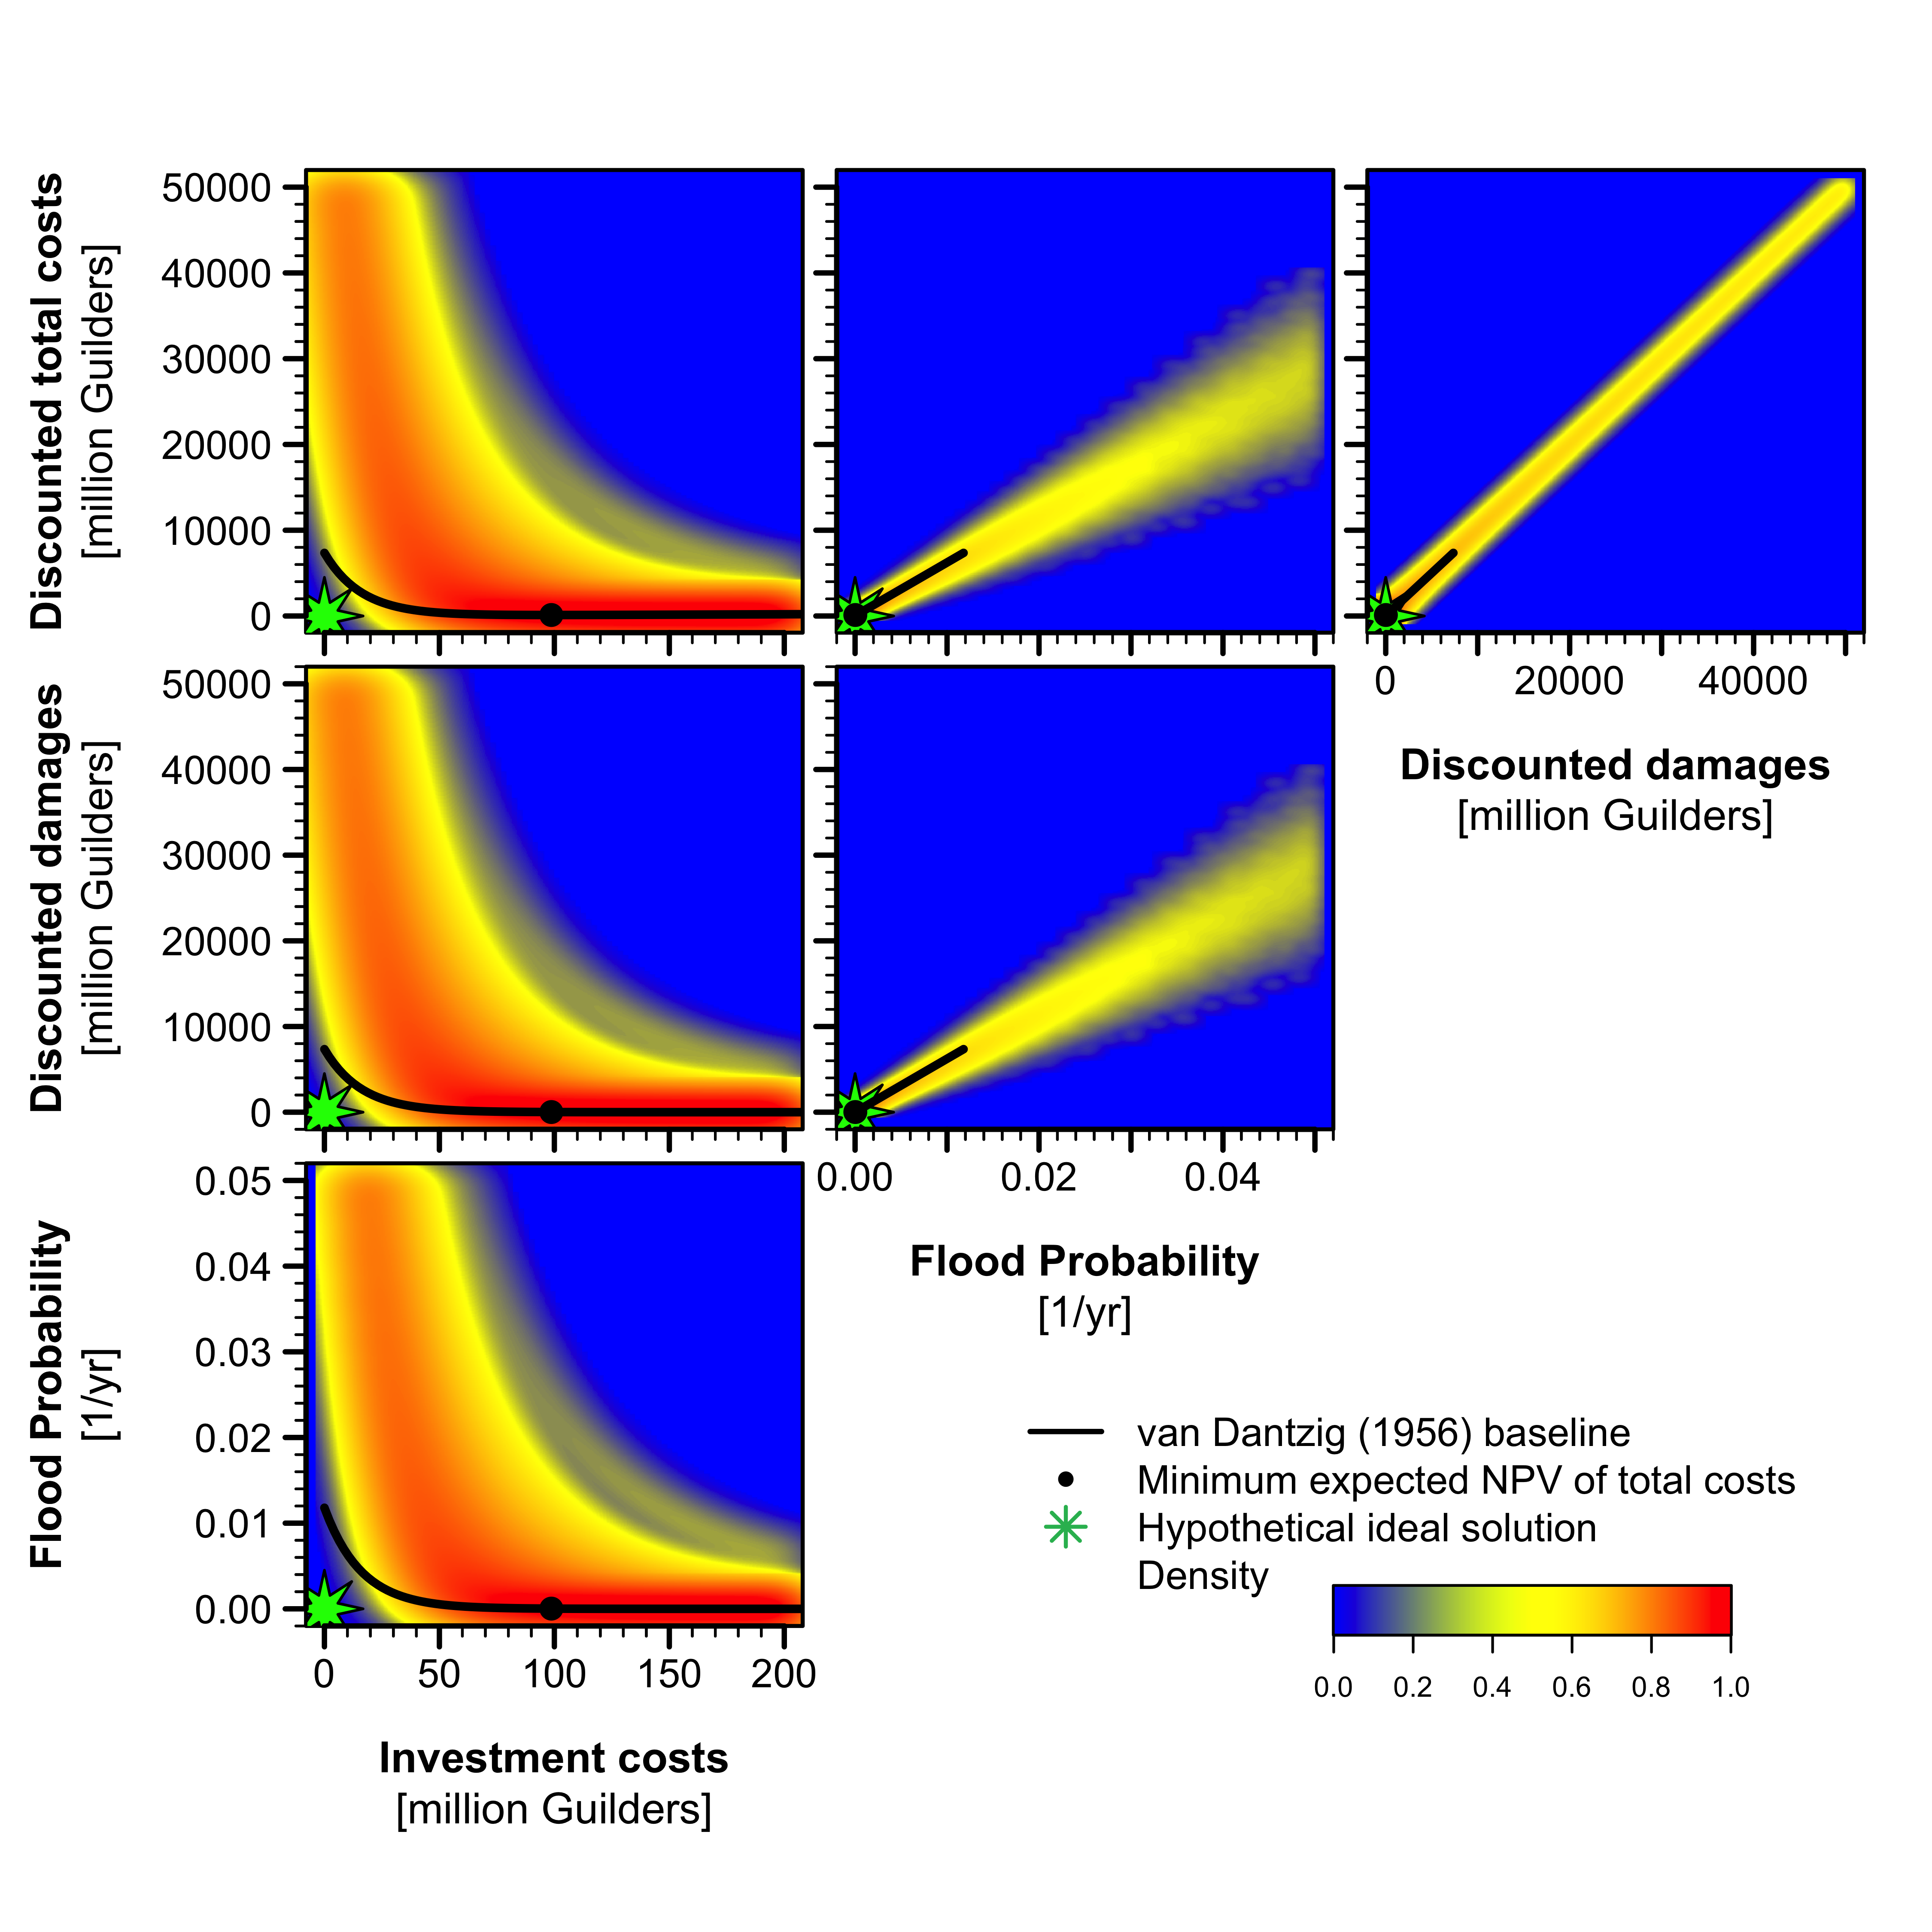 Discounted total costs
[million Guilders]
50000
40000
30000
20000
10000
0
0 20000 40000
Discounted damages
[million Guilders]
Discounted damages
[million Guilders]
50000
40000
30000
20000
10000
0
0.00 0.02 0.04
Flood Probability
[1/yr]
Flood Probability
[1/yr]
0.05
0.04
0.03
0.02
0.01
0.00
0 50 100 150 200
Investment costs
[million Guilders]
van Dantzig (1956) baseline
Minimum expected NPV of total costs
Hypothetical ideal solution
Density
0.0 0.2 0.4 0.6 0.8 1.0